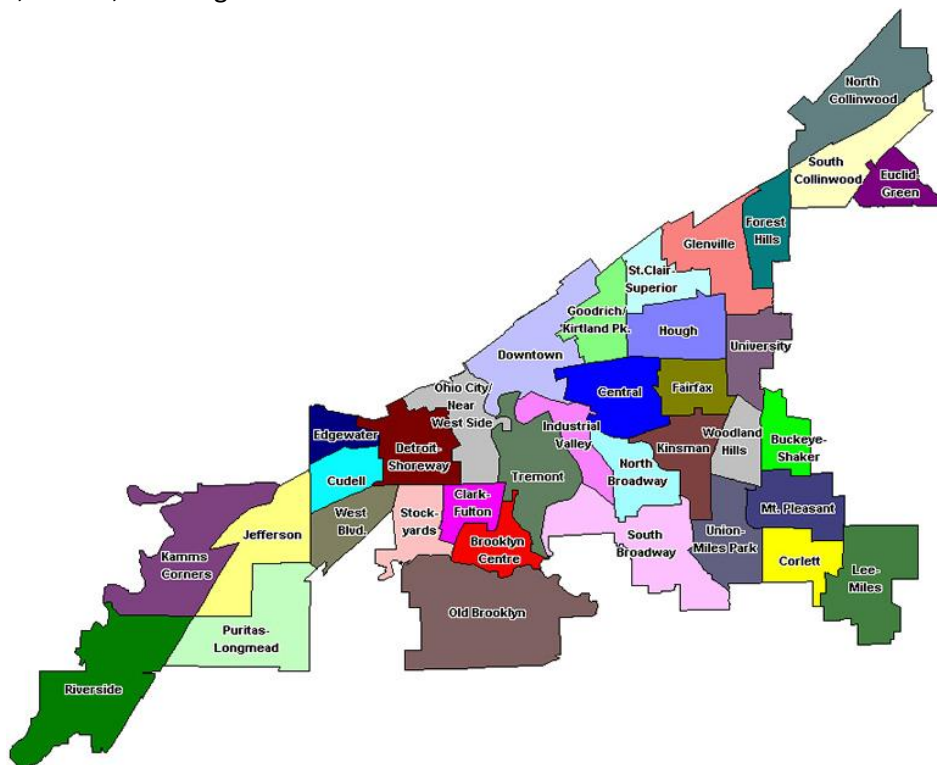 North
Collinwood
South
Collinwood
Euclid-
Green
Forest
Hills
Glenville
St.Clair-
Superior
Goodrich/
Kirtland Pk.
Hough
University
Downtown
Central
Fairfax
Ohio City/
Near
West Side
Edgewater
Detroit-
Shoreway
Industrial
Valley
Kinsman
Woodland
Hills
Buckeye-
Shaker
Cudell
Tremont
North
Broadway
West
Blvd.
Stock-
yards
Clark-
Fulton
Mt. Pleasant
Jefferson
Kamms
Corners
Brooklyn
Centre
South
Broadway
Union-
Miles Park
Corlett
Lee-
Miles
Old Brooklyn
Puritas-
Longmead
Riverside